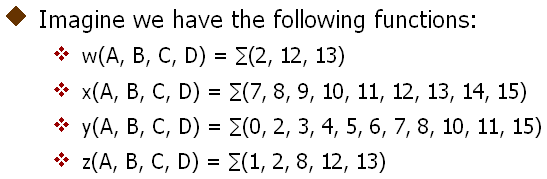 Imagine we have the following functions:
w(A, B, C, D) = ∑(2, 12, 13)
x(A, B, C, D) = ∑(7, 8, 9, 10, 11, 12, 13, 14, 15)
y(A, B, C, D) = ∑(0, 2, 3, 4, 5, 6, 7, 8, 10, 11, 15)
z(A, B, C, D) = ∑(1, 2, 8, 12, 13)